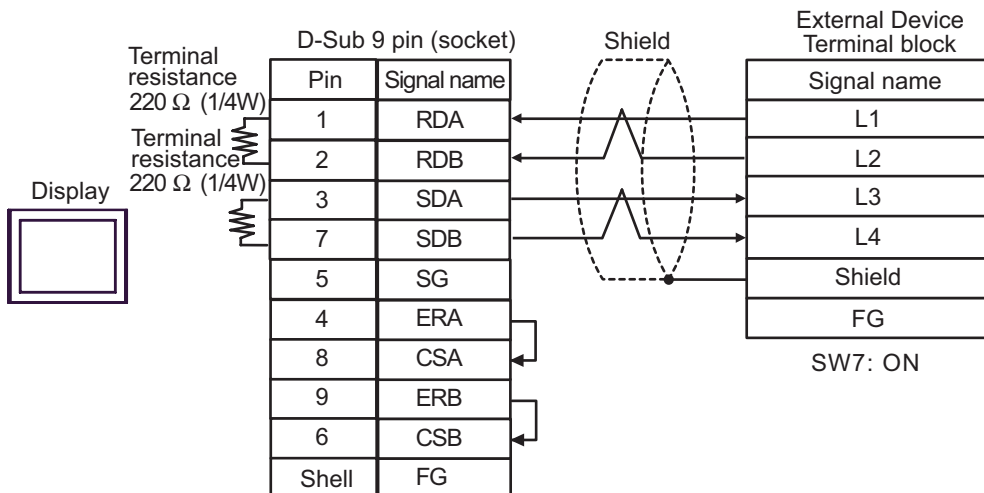 D-Sub 9 pin (socket)
Shield
External Device
Terminal block
Terminal
resistance
220 Ω (1/4W)
Terminal
resistance
220 Ω (1/4W)
Display
Pin Signal name
1 RDA
2 RDB
3 SDA
7 SDB
5 SG
4 ERA
8 CSA
9 ERB
6 CSB
Shell FG
Signal name
L1
L2
L3
L4
Shield
FG
SW7: ON